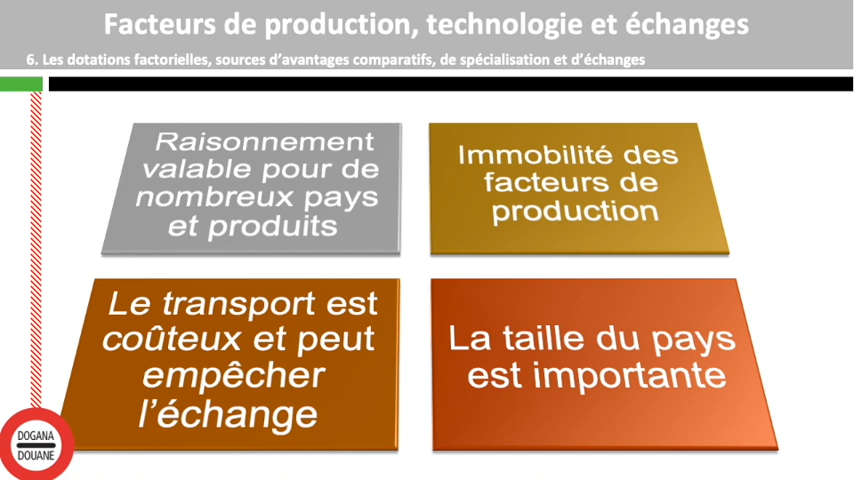 Facteurs de production, technologie et échanges
6. Les dotations factorielles, sources d'avantages comparatifs, de spécialisation et d'échanges
Raisonnement
valable pour de
nombreux pays
et produits
Immobilité des
facteurs de
production
Le transport est
coûteux et peut
empêcher
l'échange
La taille du pays
est importante
DOGANA
DOUANE